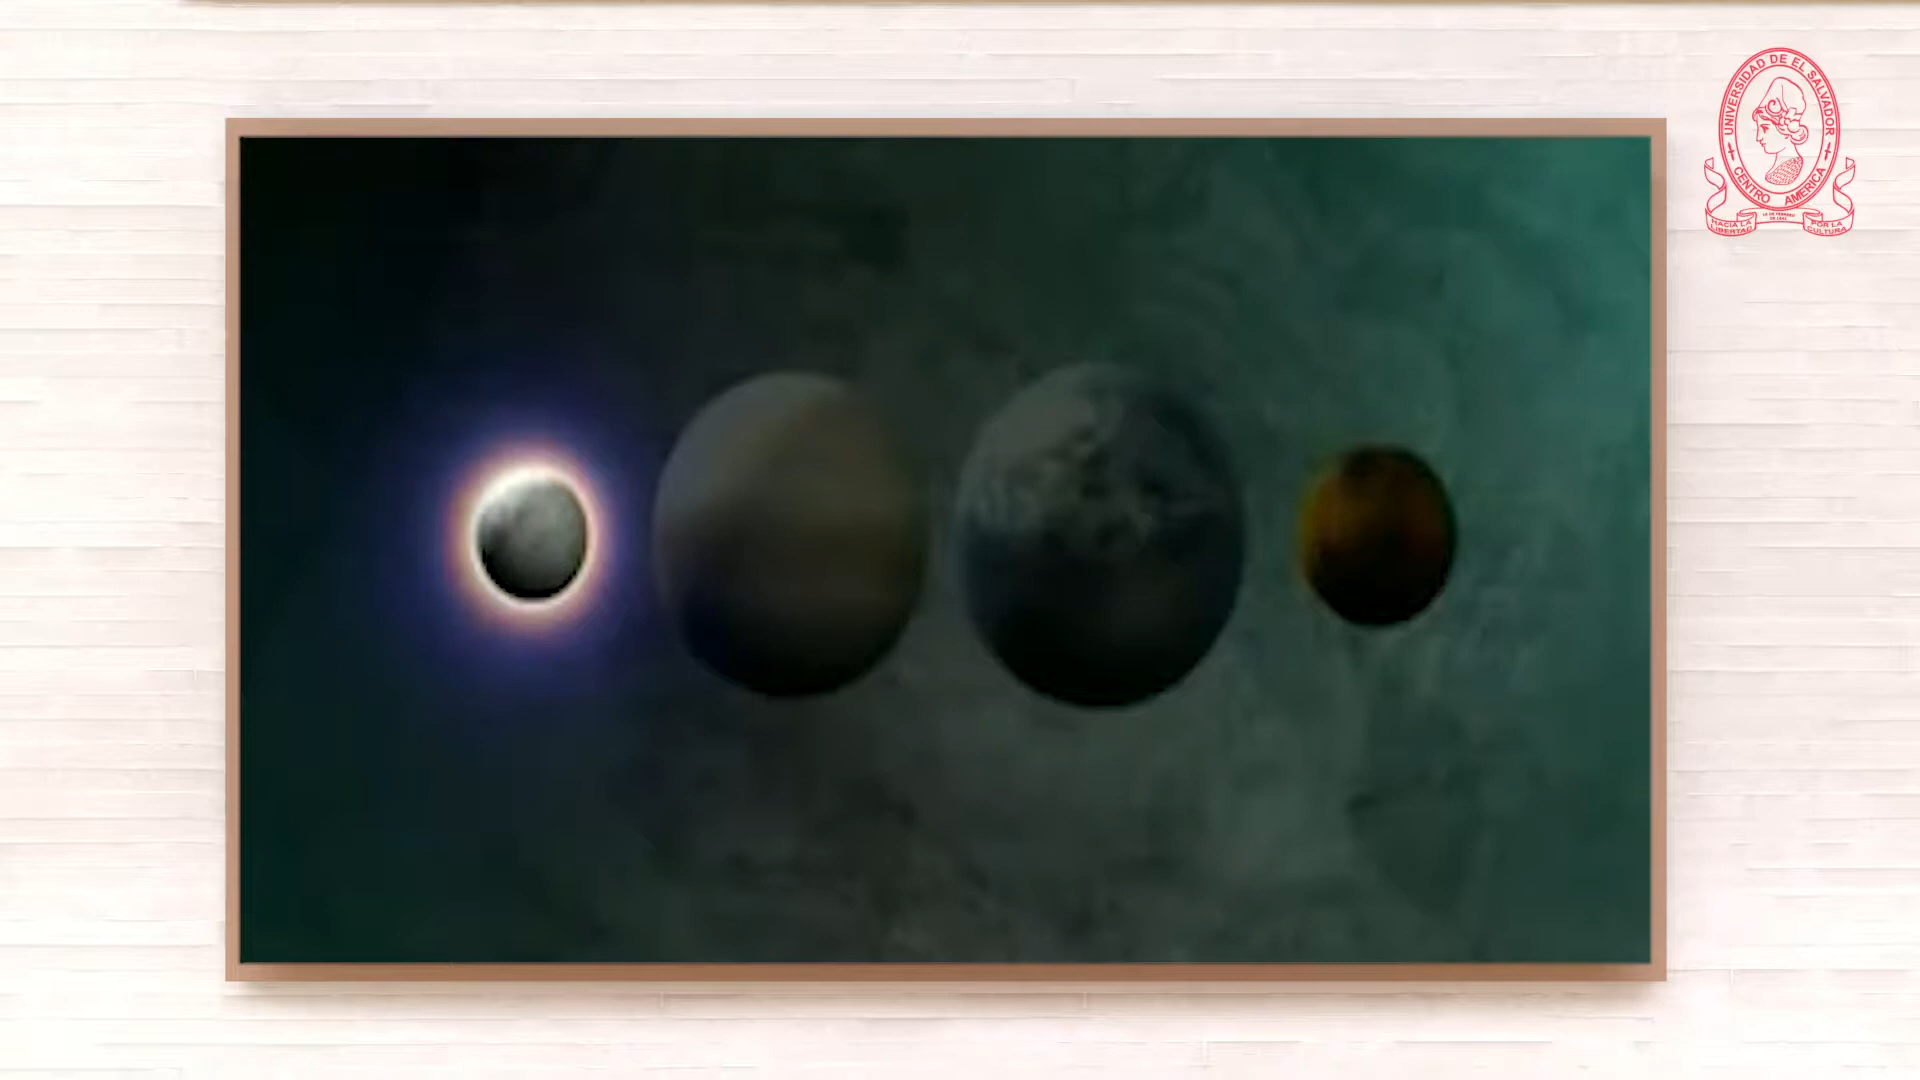 UNIVERSIDAD DE EL SALVADOR
CENTRO AMERICA
HACIA LA LIBERTAD
POR LA CULTURA